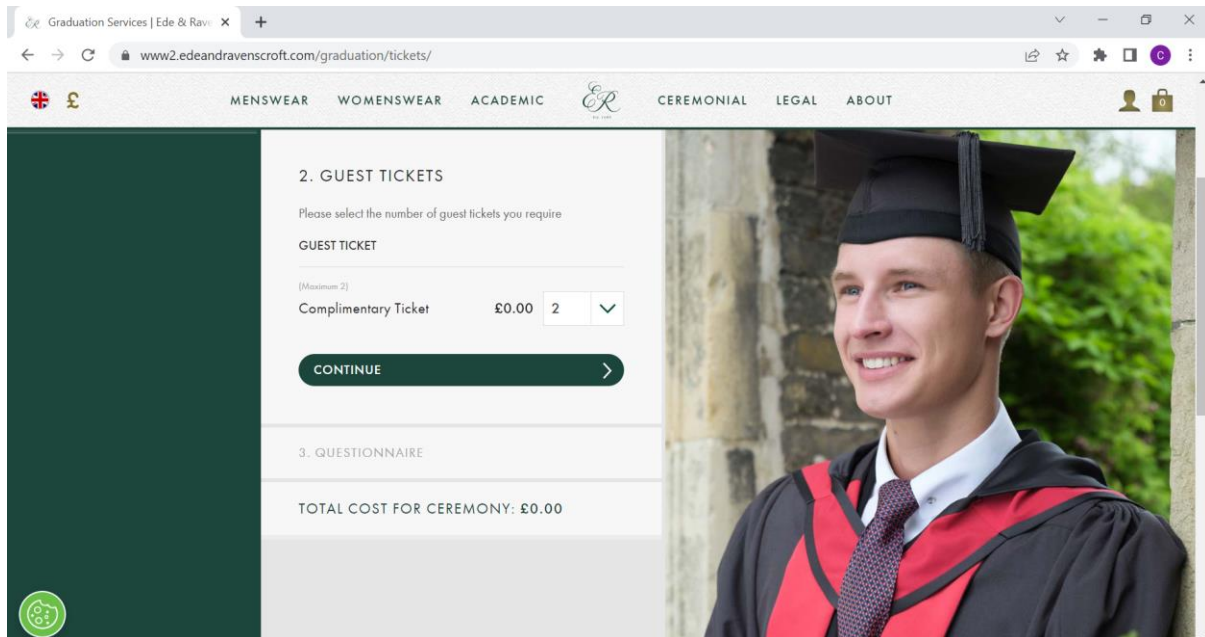 Graduation Services | Ede & Rave
www2.edeandravenscroft.com/graduation/tickets/
C
£
MENSWEAR WOMENSWEAR ACADEMIC ER CEREMONIAL LEGAL ABOUT
0
2. GUEST TICKETS
Please select the number of guest tickets you require
GUEST TICKET
(Maximum 2)
Complimentary Ticket £0.00 2
CONTINUE
3. QUESTIONNAIRE
TOTAL COST FOR CEREMONY: £0.00